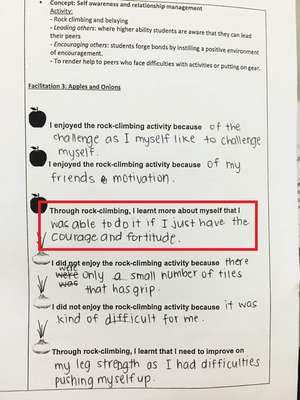 Concept: Self awareness and relationship management
Activity:
- Rock climbing and belaying
- Leading others: where higher ability students are aware that they can lead
their peers
- Encouraging others: students forge bonds by instilling a positive environment
of encouragement.
- To render help to peers who face difficulties with activities or putting on gear.
Facilitation 3: Apples and Onions
I enjoyed the rock-climbing activity because of the
challenge as I myself like to challenge
myself.
I enjoyed the rock-climbing activity because of my
friends & motivation.
Through rock-climbing, I learnt more about myself that I
was able to do it if I just have the
courage and fortitude.
I did not enjoy the rock-climbing activity because there
were
were only a small number of tiles
was that has grip.
I did not enjoy the rock-climbing activity because it was
kind of difficult for me.
Through rock-climbing, I learnt that I need to improve on
my leg strength as I had difficulties
pushing myself up.